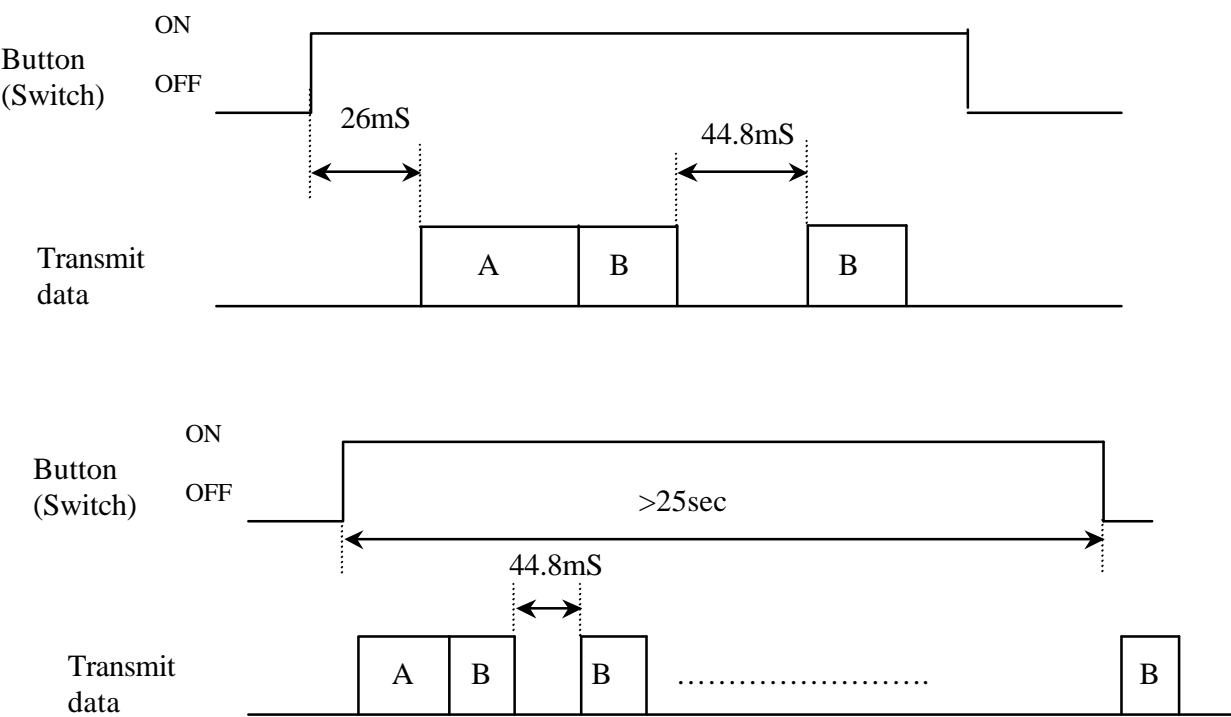 ON
Button
(Switch)
OFF
26mS
44.8mS
Transmit
data
A
B
B
ON
Button
(Switch)
OFF
>25sec
44.8mS
Transmit
data
A
B
B
…………………….
B